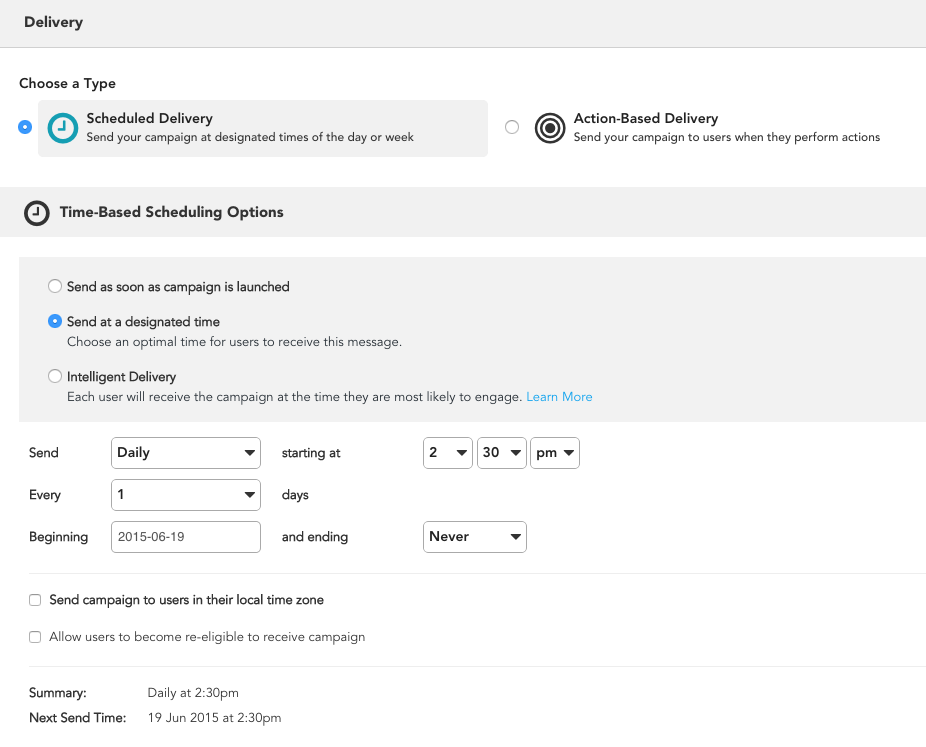 Delivery
Choose a Type
Scheduled Delivery
Send your campaign at designated times of the day or week
Action-Based Delivery
Send your campaign to users when they perform actions
Time-Based Scheduling Options
Send as soon as campaign is launched
Send at a designated time
Choose an optimal time for users to receive this message.
Intelligent Delivery
Each user will receive the campaign at the time they are most likely to engage. Learn More
Send Daily starting at 2 30 pm
Every 1 days
Beginning 2015-06-19 and ending Never
Send campaign to users in their local time zone
Allow users to become re-eligible to receive campaign
Summary: Daily at 2:30pm
Next Send Time: 19 Jun 2015 at 2:30pm